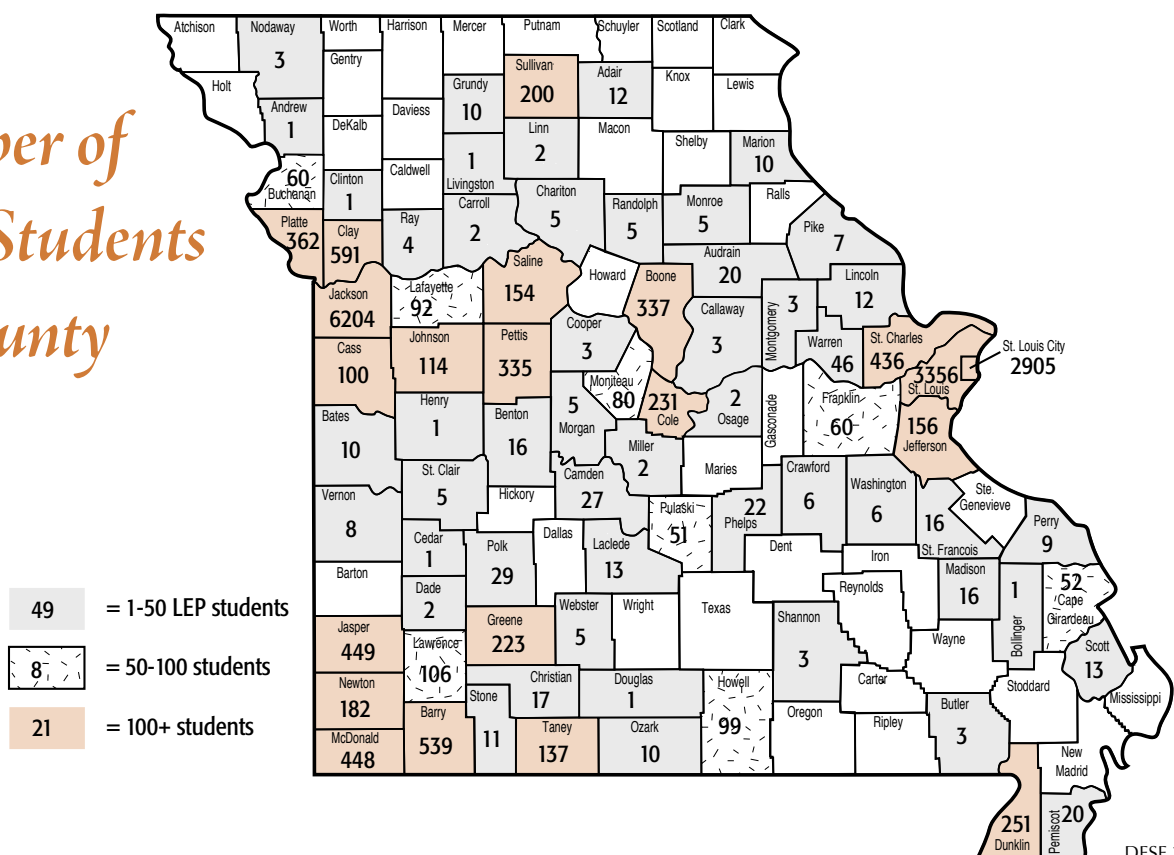 ber of
Students
unty
Atchison
Nodaway
3
Worth
Harrison
Mercer
Putnam
Schuyler
Scotland
Clark
Gentry
Holt
Sullivan
200
Adair
12
Knox
Lewis
Grundy
10
Andrew
1
DeKalb
Daviess
Linn
2
Macon
Shelby
Marion
10
60
Buchanan
Clinton
1
Caldwell
1
Livingston
Chariton
5
Randolph
5
Monroe
5
Ralls
Platte
362
Clay
591
Ray
4
Carroll
2
Pike
7
Audrain
20
Saline
154
Howard
Boone
337
Lincoln
12
Jackson
6204
Lafayette
92
Callaway
3
Montgomery
3
Cooper
3
Warren
46
St. Charles
436
3356
St. Louis
St. Louis City
2905
Cass
100
Johnson
114
Pettis
335
Moniteau
80
231
Cole
2
Osage
Gasconade
Franklin
60
156
Jefferson
Bates
10
Henry
1
Benton
16
5
Morgan
Miller
2
Maries
St. Clair
5
Camden
27
Crawford
6
Washington
6
Ste.
Genevieve
Vernon
8
Hickory
Pulaski
51
22
Phelps
16
St. Francois
Perry
9
Cedar
1
Polk
29
Dallas
Laclede
13
Dent
Iron
Barton
Dade
2
Reynolds
Madison
16
1
Bollinger
52
Cape
Girardeau
49
= 1-50 LEP students
Greene
223
Webster
5
Wright
Texas
Shannon
3
Wayne
Scott
13
Jasper
449
Lawrence
106
8
= 50-100 students
Newton
182
Stone
11
Christian
17
Douglas
1
Howell
99
Carter
Stoddard
Mississippi
21
= 100+ students
McDonald
448
Barry
539
Taney
137
Ozark
10
Oregon
Ripley
Butler
3
New
Madrid
251
Dunklin
Pemiscot
20
DESE